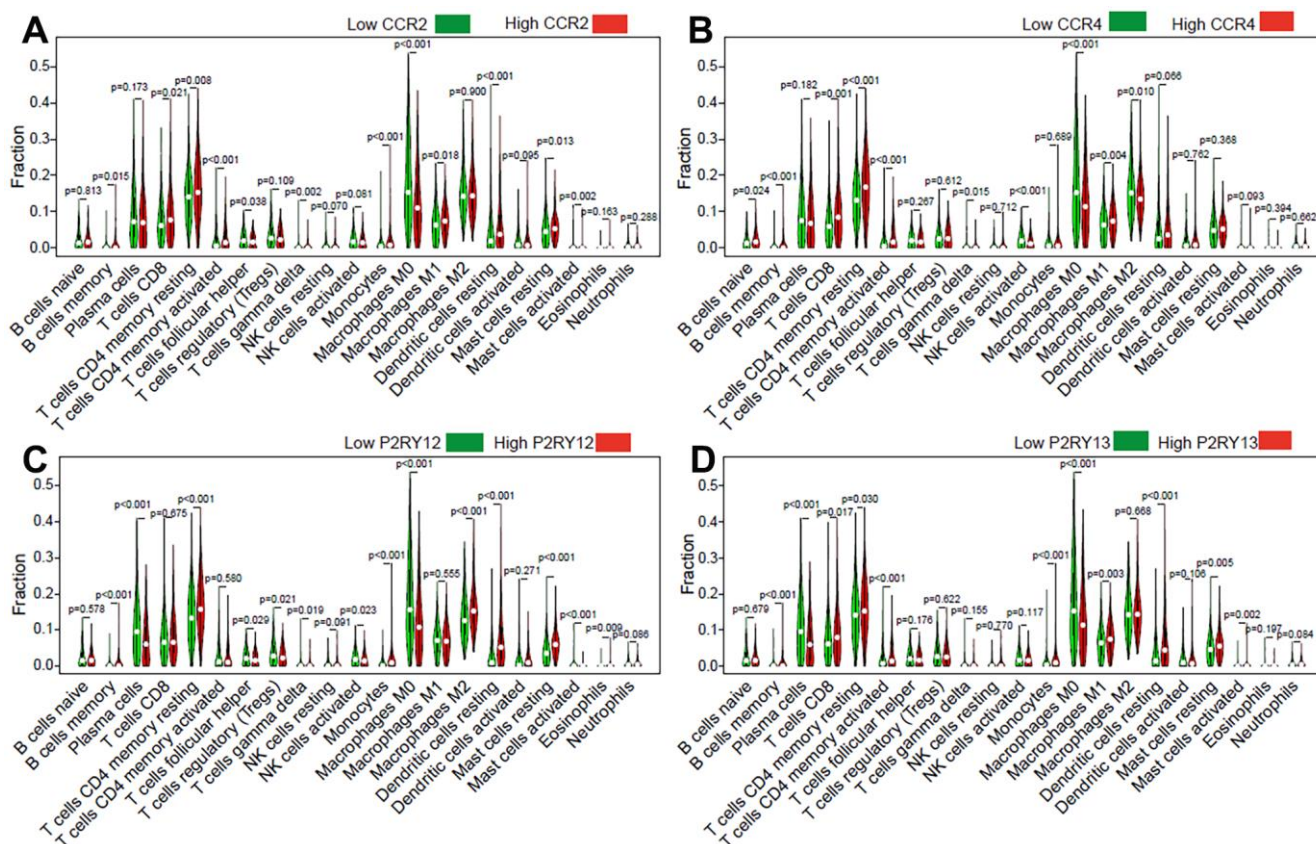 A
Low CCR2 High CCR2
Fraction
0.5
0.4
0.3
0.2
0.1
0.0
p=0.813
p=0.015
p=0.173
p=0.021
p=0.008
p<0.001
p=0.038
p=0.109
p=0.002
p=0.070
p=0.081
p<0.001
p<0.001
p=0.018
p=0.900
p<0.001
p=0.095
p=0.013
p=0.002
p=0.163
p=0.288
B cells naive
B cells memory
Plasma cells
T cells CD8
T cells CD4 memory resting
T cells CD4 memory activated
T cells follicular helper
T cells regulatory (Tregs)
T cells gamma delta
NK cells resting
NK cells activated
Monocytes
Macrophages M0
Macrophages M1
Macrophages M2
Dendritic cells resting
Dendritic cells activated
Mast cells resting
Mast cells activated
Eosinophils
Neutrophils
B
Low CCR4 High CCR4
Fraction
0.5
0.4
0.3
0.2
0.1
0.0
p=0.024
p<0.001
p=0.182
p<0.001
p<0.001
p<0.001
p=0.267
p=0.612
p=0.015
p=0.712
p<0.001
p=0.689
p<0.001
p=0.004
p=0.010
p=0.066
p=0.762
p=0.368
p=0.093
p=0.394
p=0.662
B cells naive
B cells memory
Plasma cells
T cells CD8
T cells CD4 memory resting
T cells CD4 memory activated
T cells follicular helper
T cells regulatory (Tregs)
T cells gamma delta
NK cells resting
NK cells activated
Monocytes
Macrophages M0
Macrophages M1
Macrophages M2
Dendritic cells resting
Dendritic cells activated
Mast cells resting
Mast cells activated
Eosinophils
Neutrophils
C
Low P2RY12 High P2RY12
Fraction
0.5
0.4
0.3
0.2
0.1
0.0
p=0.578
p<0.001
p<0.001
p=0.675
p<0.001
p=0.580
p=0.029
p=0.021
p=0.019
p=0.091
p=0.023
p<0.001
p<0.001
p=0.555
p<0.001
p<0.001
p=0.271
p<0.001
p<0.001
p=0.009
p=0.086
B cells naive
B cells memory
Plasma cells
T cells CD8
T cells CD4 memory resting
T cells CD4 memory activated
T cells follicular helper
T cells regulatory (Tregs)
T cells gamma delta
NK cells resting
NK cells activated
Monocytes
Macrophages M0
Macrophages M1
Macrophages M2
Dendritic cells resting
Dendritic cells activated
Mast cells resting
Mast cells activated
Eosinophils
Neutrophils
D
Low P2RY13 High P2RY13
Fraction
0.5
0.4
0.3
0.2
0.1
0.0
p=0.679
p<0.001
p<0.001
p=0.017
p=0.030
p<0.001
p=0.176
p=0.622
p=0.155
p=0.770
p=0.117
p<0.001
p<0.001
p=0.003
p=0.668
p<0.001
p=0.106
p=0.005
p=0.002
p=0.197
p=0.084
B cells naive
B cells memory
Plasma cells
T cells CD8
T cells CD4 memory resting
T cells CD4 memory activated
T cells follicular helper
T cells regulatory (Tregs)
T cells gamma delta
NK cells resting
NK cells activated
Monocytes
Macrophages M0
Macrophages M1
Macrophages M2
Dendritic cells resting
Dendritic cells activated
Mast cells resting
Mast cells activated
Eosinophils
Neutrophils